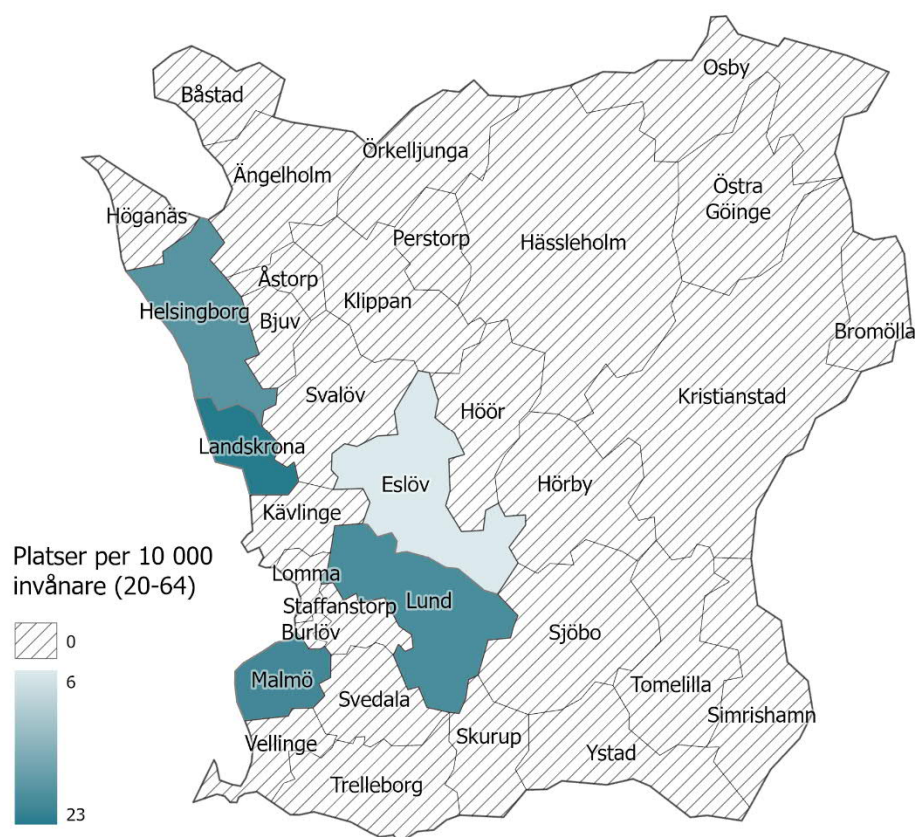 Osby
Båstad
Örkelljunga
Ängelholm
Östra
Göinge
Höganäs
Perstorp
Hässleholm
Åstorp
Klippan
Helsingborg
Bjuv
Bromölla
Kristianstad
Svalöv
Höör
Landskrona
Eslöv
Hörby
Kävlinge
Platser per 10 000
invånare (20-64)
Lomma
Staffanstorp
Lund
Burlöv
Sjöbo
0
6
Malmö
Svedala
Tomelilla
Simrishamn
Vellinge
Skurup
Ystad
Trelleborg
23